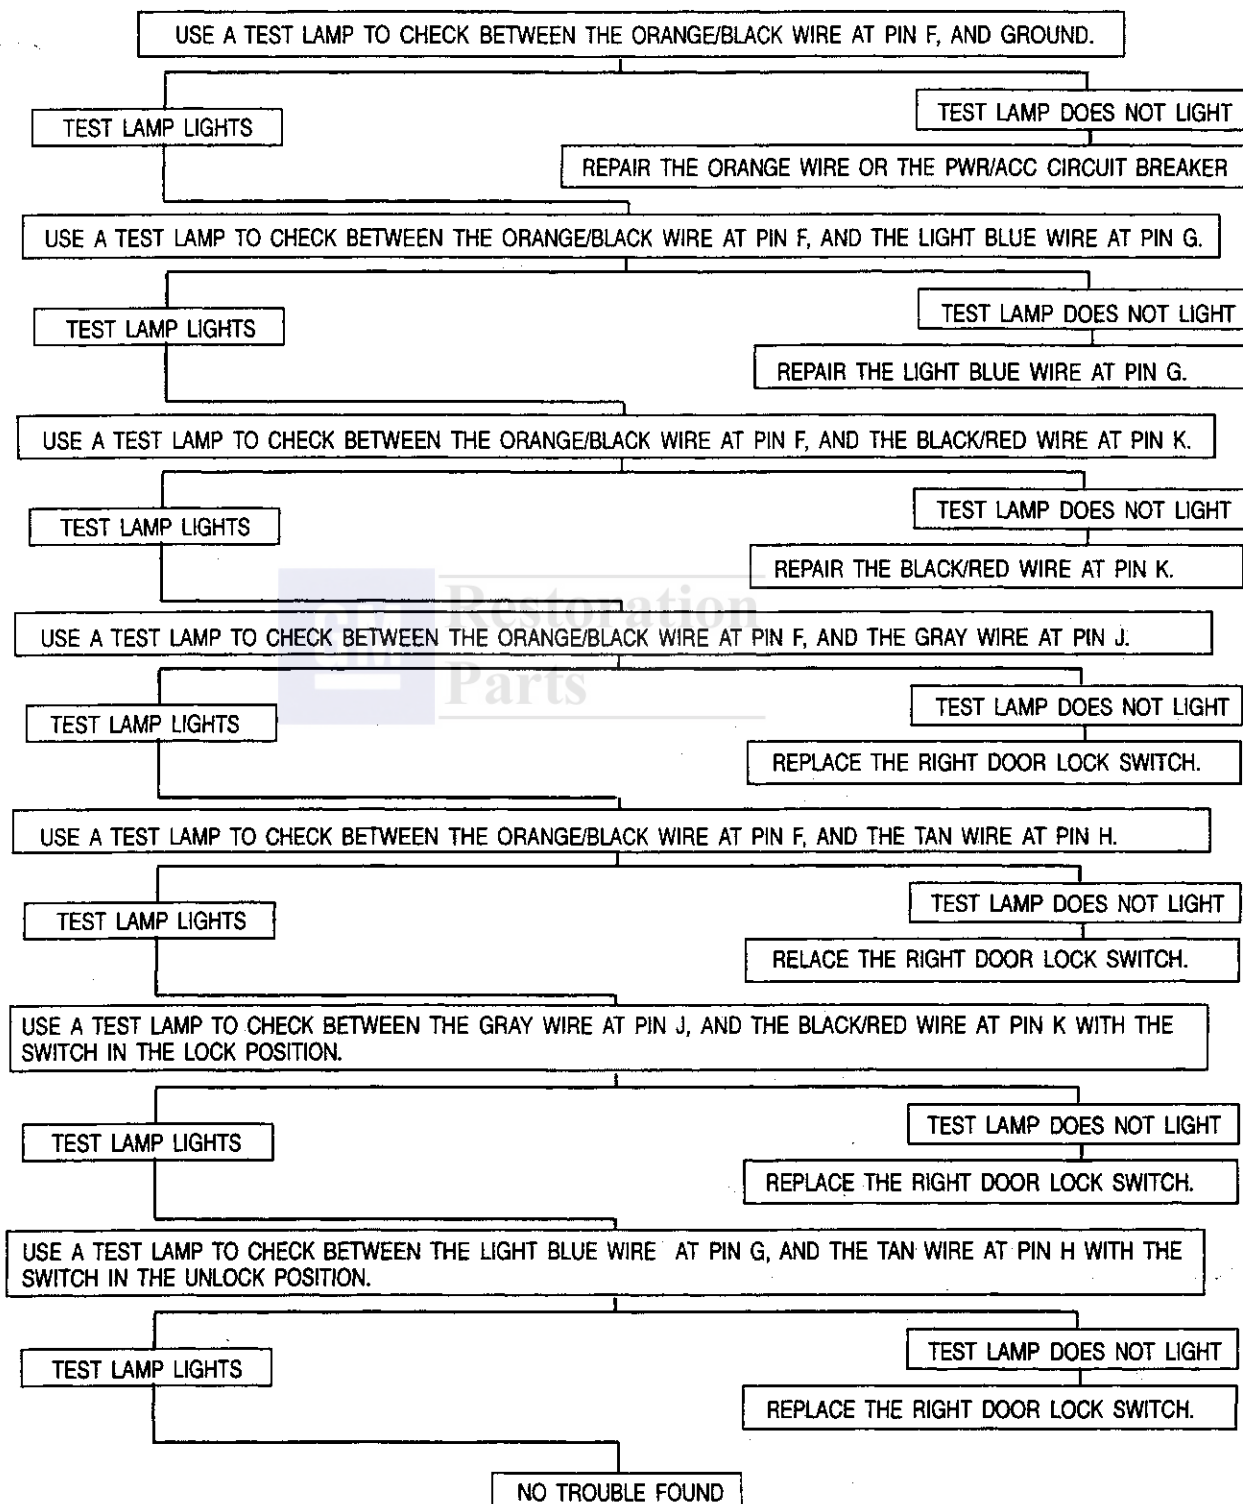 USE A TEST LAMP TO CHECK BETWEEN THE ORANGE/BLACK WIRE AT PIN F, AND GROUND.
TEST LAMP LIGHTS
TEST LAMP DOES NOT LIGHT
REPAIR THE ORANGE WIRE OR THE PWR/ACC CIRCUIT BREAKER
USE A TEST LAMP TO CHECK BETWEEN THE ORANGE/BLACK WIRE AT PIN F, AND THE LIGHT BLUE WIRE AT PIN G.
TEST LAMP LIGHTS
TEST LAMP DOES NOT LIGHT
REPAIR THE LIGHT BLUE WIRE AT PIN G.
USE A TEST LAMP TO CHECK BETWEEN THE ORANGE/BLACK WIRE AT PIN F, AND THE BLACK/RED WIRE AT PIN K.
TEST LAMP LIGHTS
TEST LAMP DOES NOT LIGHT
REPAIR THE BLACK/RED WIRE AT PIN K.
GM
Restoration
Parts
USE A TEST LAMP TO CHECK BETWEEN THE ORANGE/BLACK WIRE AT PIN F, AND THE GRAY WIRE AT PIN J.
TEST LAMP LIGHTS
TEST LAMP DOES NOT LIGHT
REPLACE THE RIGHT DOOR LOCK SWITCH.
USE A TEST LAMP TO CHECK BETWEEN THE ORANGE/BLACK WIRE AT PIN F, AND THE TAN WIRE AT PIN H.
TEST LAMP LIGHTS
TEST LAMP DOES NOT LIGHT
RELACE THE RIGHT DOOR LOCK SWITCH.
USE A TEST LAMP TO CHECK BETWEEN THE GRAY WIRE AT PIN J, AND THE BLACK/RED WIRE AT PIN K WITH THE
SWITCH IN THE LOCK POSITION.
TEST LAMP LIGHTS
TEST LAMP DOES NOT LIGHT
REPLACE THE RIGHT DOOR LOCK SWITCH.
USE A TEST LAMP TO CHECK BETWEEN THE LIGHT BLUE WIRE AT PIN G, AND THE TAN WIRE AT PIN H WITH THE
SWITCH IN THE UNLOCK POSITION.
TEST LAMP LIGHTS
TEST LAMP DOES NOT LIGHT
REPLACE THE RIGHT DOOR LOCK SWITCH.
NO TROUBLE FOUND